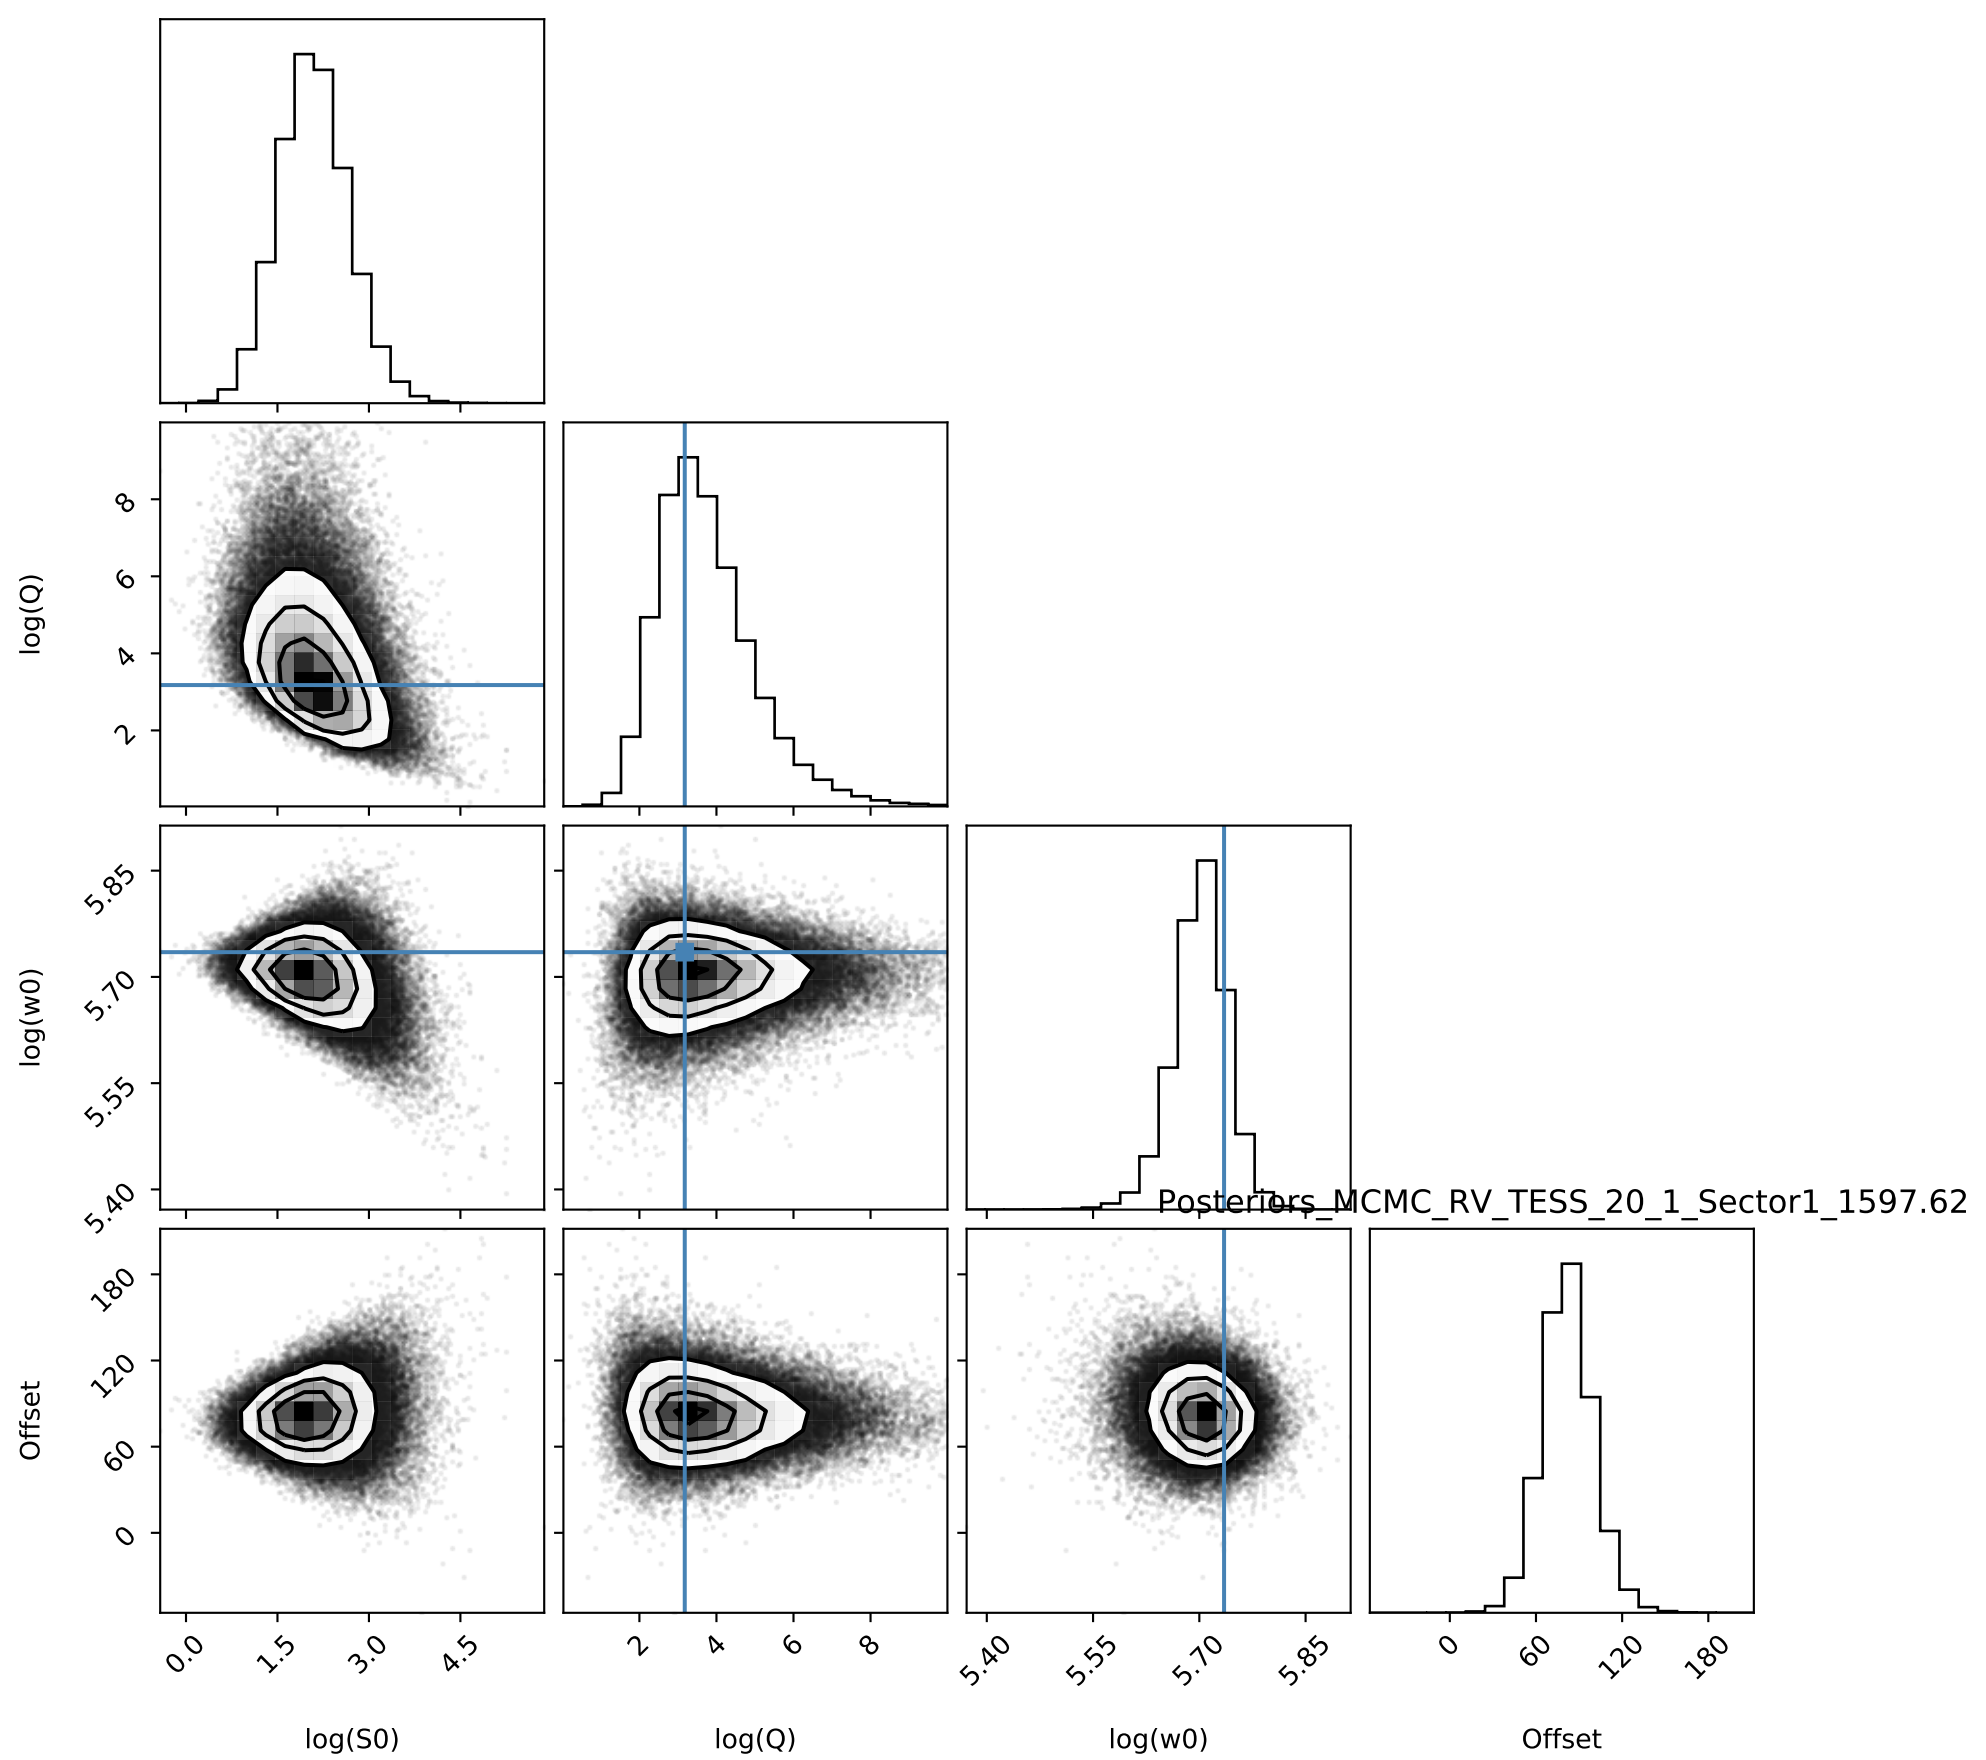 log(Q)
8
6
4
2
log(w0)
5.85
5.70
5.55
5.40
Posteriors_MCMC_RV_TESS_20_1_Sector1_1597.62
Offset
180
120
60
0
0.0 1.5 3.0 4.5 2 4 6 8 5.40 5.55 5.70 5.85 0 60 120 180
log(S0) log(Q) log(w0) Offset